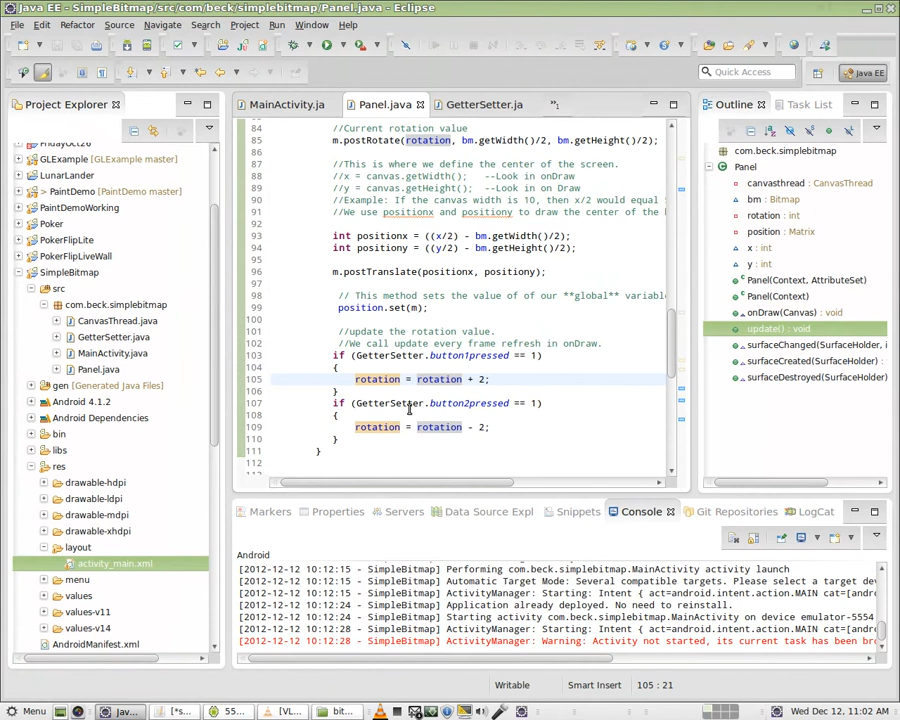 Java EE - SimpleBitmap/src/com/beck/simplebitmap/Panel.java - Eclipse
File Edit Refactor Source Navigate Search Project Run Window Help
Quick Access
Java EE
Project Explorer
MainActivity.ja
Panel.java
GetterSetter.ja
»1
Outline
Task List
GLExample [GLExample master]
LunarLander
> PaintDemo [PaintDemo master]
PaintDemoWorking
Poker
PokerFlipLite
PokerFlipLiveWing
SimpleBitmap
src
com.beck.simplebitmap
CanvasThread.java
GetterSetter.java
MainActivity.java
Panel.java
gen [Generated Java Files]
Android 4.1.2
Android Dependencies
bin
libs
res
drawable-hdpi
drawable-ldpi
drawable-mdpi
drawable-xhdpi
layout
activity_main.xml
menu
values
values-v11
values-v14
AndroidManifest.xml
84 //Current rotation value
85 m.postRotate(rotation, bm.getWidth()/2, bm.getHeight()/2);
86
87 //This is where we define the center of the screen.
88 //x = canvas.getWidth(); --Look in onDraw
89 //y = canvas.getHeight(); --Look in on Draw
90 //Example: If the canvas width is 10, then x/2 would equal
91 //We use positionx and positiony to draw the center of the
92
93 int positionx = ((x/2) - bm.getWidth()/2);
94 int positiony = ((y/2) - bm.getHeight()/2);
95
96 m.postTranslate(positionx, positiony);
97
98 // This method sets the value of of our **global** variab
99 position.set(m);
100
101 //update the rotation value.
102 //We call update every frame refresh in onDraw.
103 if (GetterSetter.button1pressed == 1)
104 {
105 rotation = rotation + 2;
106 }
107 if (GetterSetter.button2pressed == 1)
108 {
109 rotation = rotation - 2;
110 }
111 }
112
com.beck.simplebitmap
Panel
canvasthread : CanvasThread
bm : Bitmap
rotation : int
position : Matrix
x : int
y : int
Panel(Context, AttributeSet)
Panel(Context)
onDraw(Canvas) : void
update() : void
surfaceChanged(SurfaceHolder, i
surfaceCreated(SurfaceHolder) :
surfaceDestroyed(SurfaceHolder)
Markers Properties Servers Data Source Expl Snippets Console Git Repositories LogCat
Android
[2012-12-12 10:12:15 - SimpleBitmap] Performing com.beck.simplebitmap.MainActivity activity launch
[2012-12-12 10:12:15 - SimpleBitmap] Automatic Target Mode: Several compatible targets. Please select a target dev
[2012-12-12 10:12:15 - SimpleBitmap] ActivityManager: Starting: Intent { act=android.intent.action.MAIN cat=[andro
[2012-12-12 10:12:24 - SimpleBitmap] Application already deployed. No need to reinstall.
[2012-12-12 10:12:24 - SimpleBitmap] Starting activity com.beck.simplebitmap.MainActivity on device emulator-5554
[2012-12-12 10:12:28 - SimpleBitmap] ActivityManager: Starting: Intent { act=android.intent.action.MAIN cat=[andro
[2012-12-12 10:12:28 - SimpleBitmap] ActivityManager: Warning: Activity not started, its current task has been bro
Writable Smart Insert 105 : 21
Menu Jav... [*s... 55... [VL... bit... Wed Dec 12, 11:02 AM